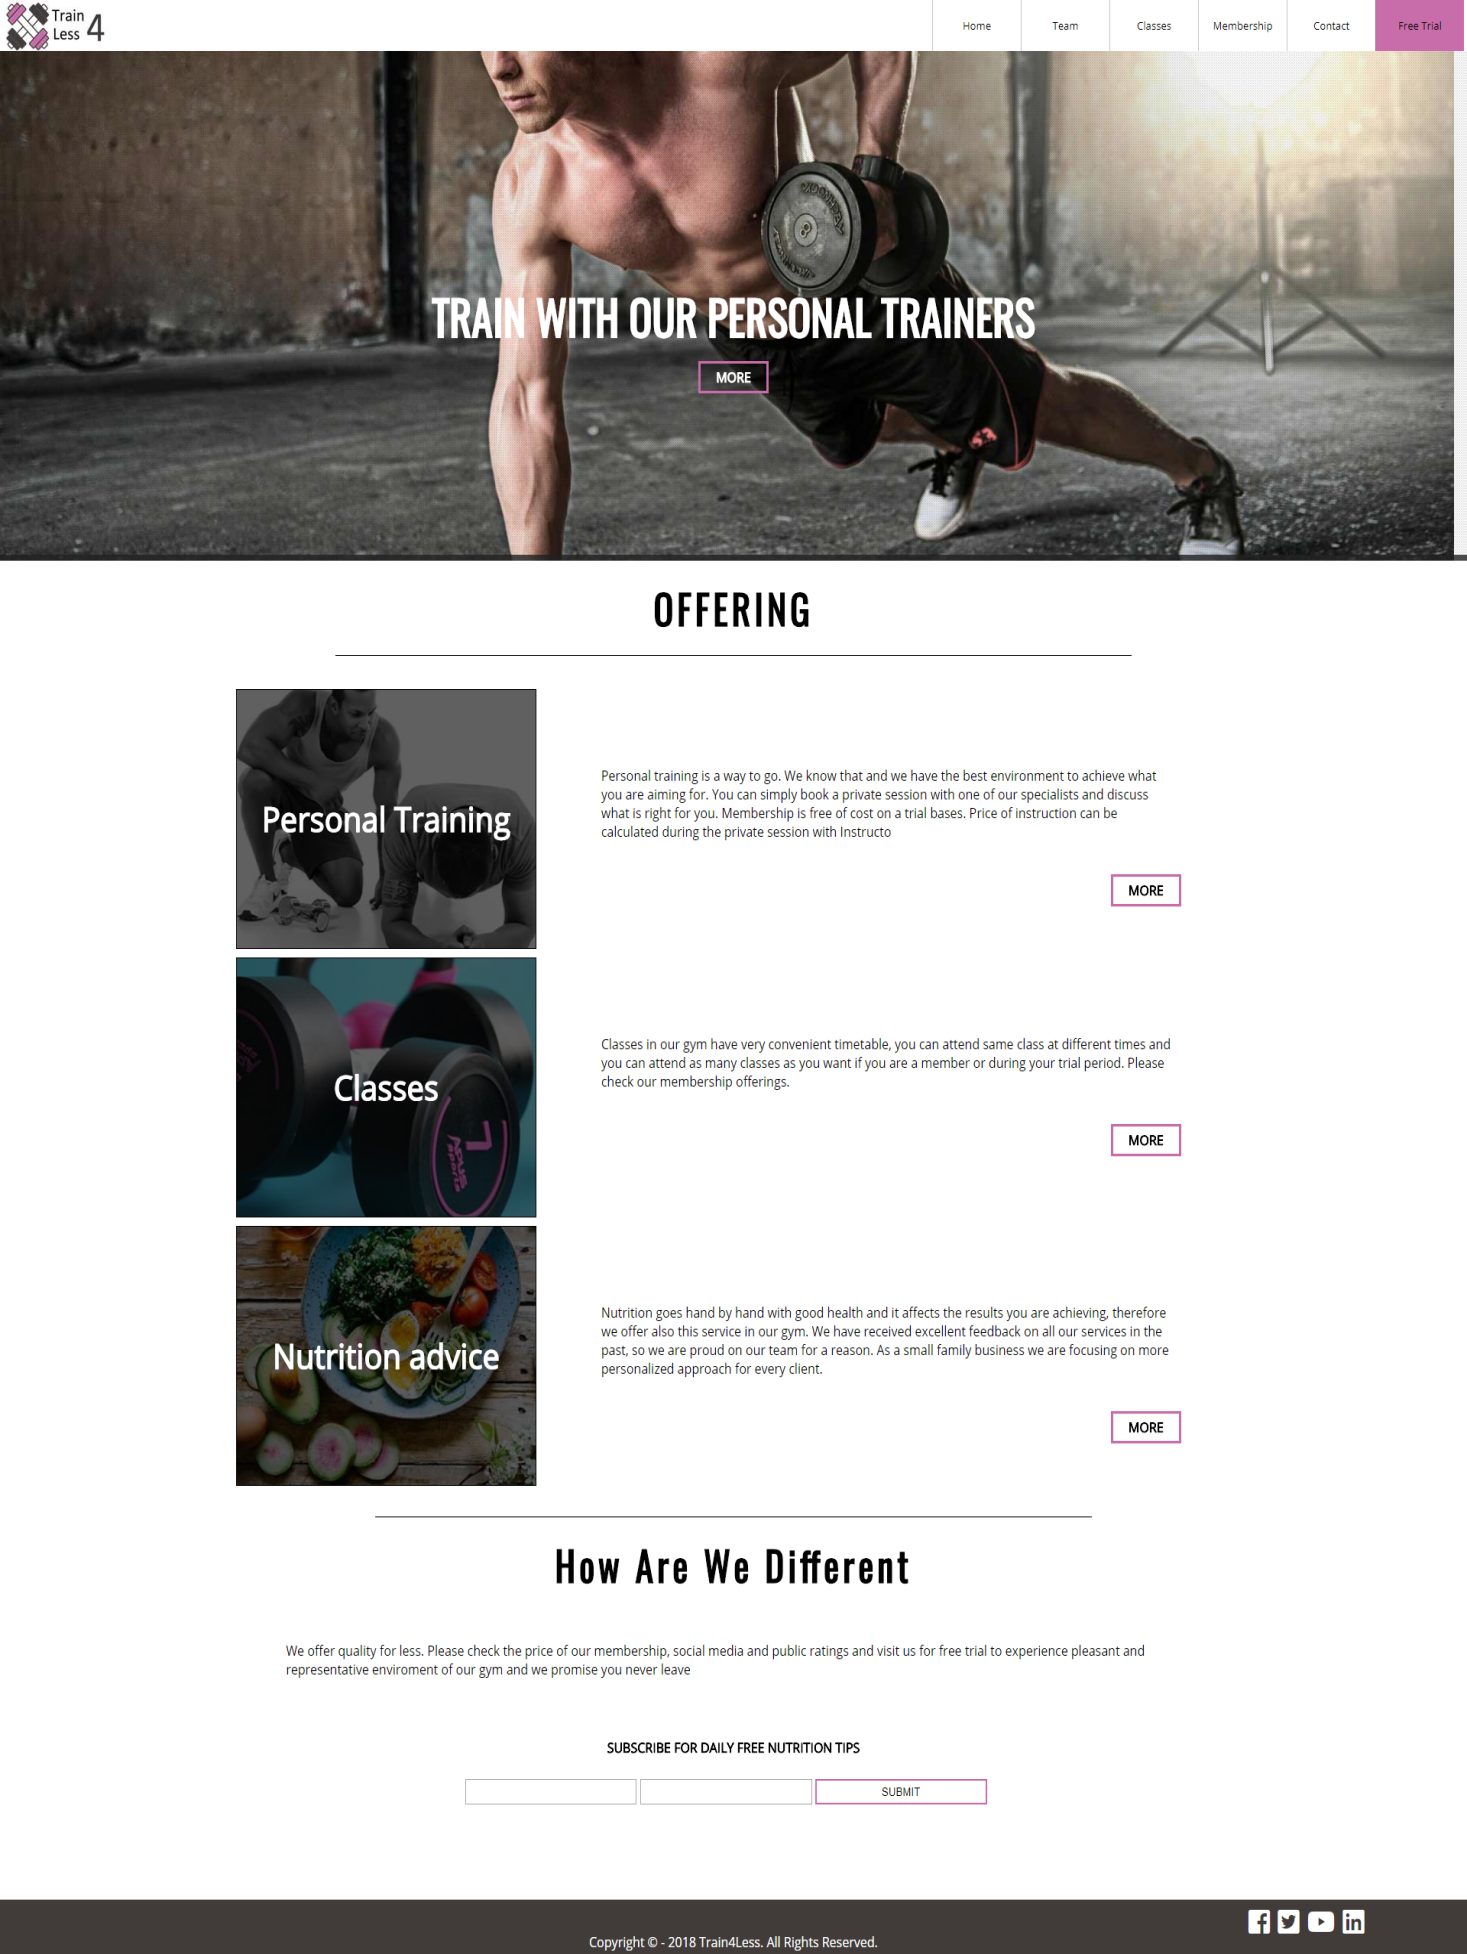 Train
Less 4
Home
Team
Classes
Membership
Contact
Free Trial
TRAIN WITH OUR PERSONAL TRAINERS
MORE
OFFERING
Personal Training
Personal training is a way to go. We know that and we have the best environment to achieve what
you are aiming for. You can simply book a private session with one of our specialists and discuss
what is right for you. Membership is free of cost on a trial bases. Price of instruction can be
calculated during the private session with Instructo
MORE
Classes
Classes in our gym have very convenient timetable, you can attend same class at different times and
you can attend as many classes as you want if you are a member or during your trial period. Please
check our membership offerings.
MORE
Nutrition advice
Nutrition goes hand by hand with good health and it affects the results you are achieving, therefore
we offer also this service in our gym. We have received excellent feedback on all our services in the
past, so we are proud on our team for a reason. As a small family business we are focusing on more
personalized approach for every client.
MORE
How Are We Different
We offer quality for less. Please check the price of our membership, social media and public ratings and visit us for free trial to experience pleasant and
representative enviroment of our gym and we promise you never leave
SUBSCRIBE FOR DAILY FREE NUTRITION TIPS
SUBMIT
Copyright © - 2018 Train4Less. All Rights Reserved.